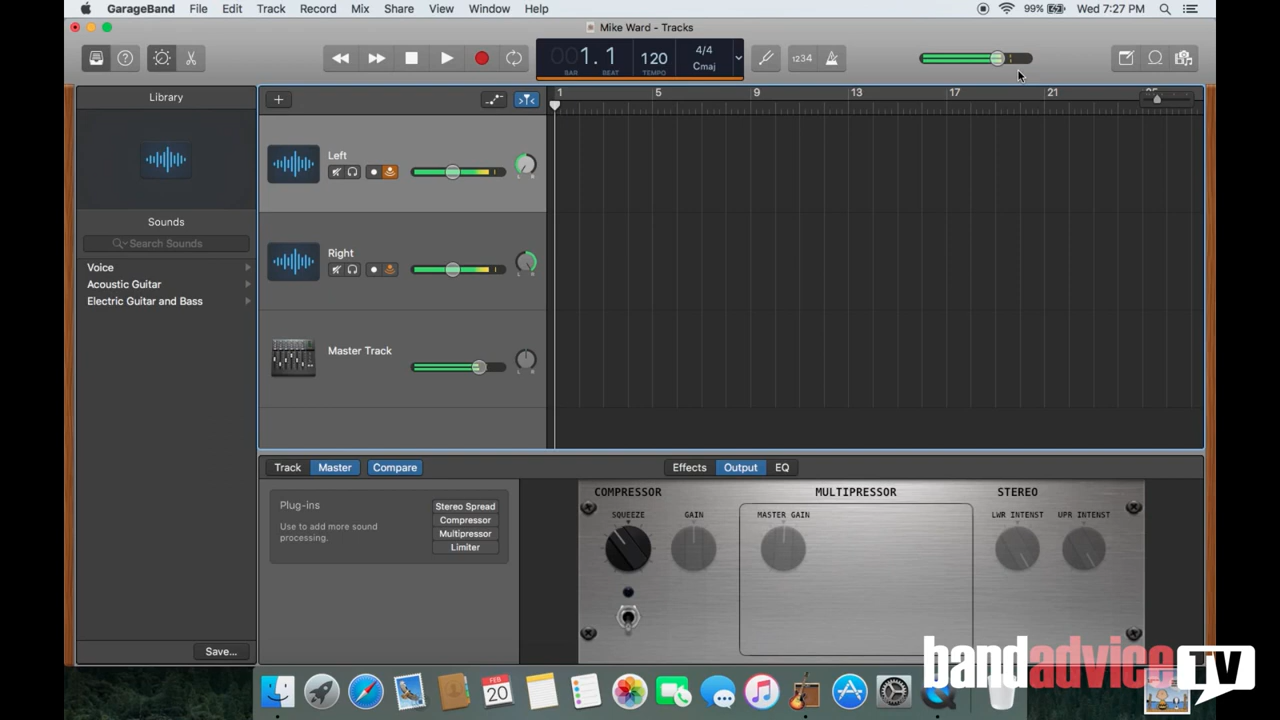 GarageBand File Edit Track Record Mix Share View Window Help 99% Wed 7:27 PM
Mike Ward - Tracks
001.1 120 4/4
Cmaj
BAR BEAT TEMPO
1234
Library
1 5 9 13 17 21 25
Left
L R
Sounds
Search Sounds
Right
L R
Voice
Acoustic Guitar
Electric Guitar and Bass
Master Track
L R
Track Master Compare Effects Output EQ
COMPRESSOR MULTIPRESSOR STEREO
Plug-ins
Use to add more sound
processing.
Stereo Spread
Compressor
Multipressor
Limiter
SQUEEZE GAIN MASTER GAIN LWR INTENST UPR INTENST
Save...
bandadviceTV
FEB
20